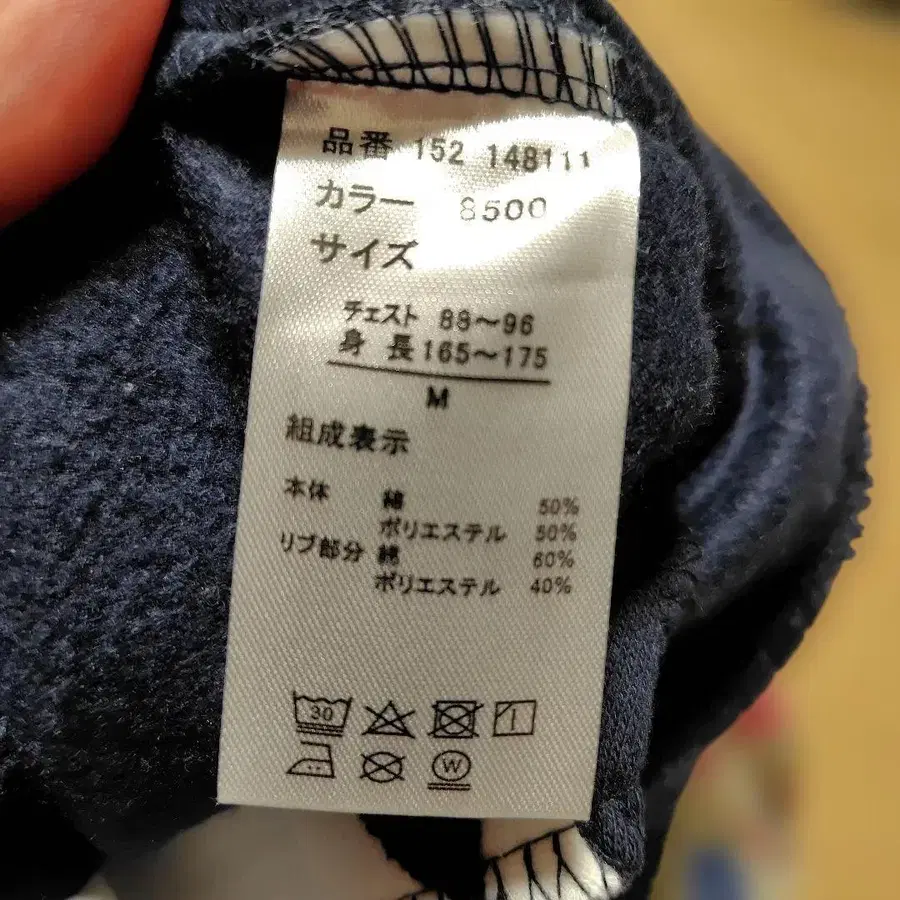 品番 152 148111
カラー 8500
サイズ
チェスト 88～96
身長 165～175
M
組成表示
本体 綿 50%
ポリエステル 50%
リブ部分 綿 60%
ポリエステル 40%
30
W